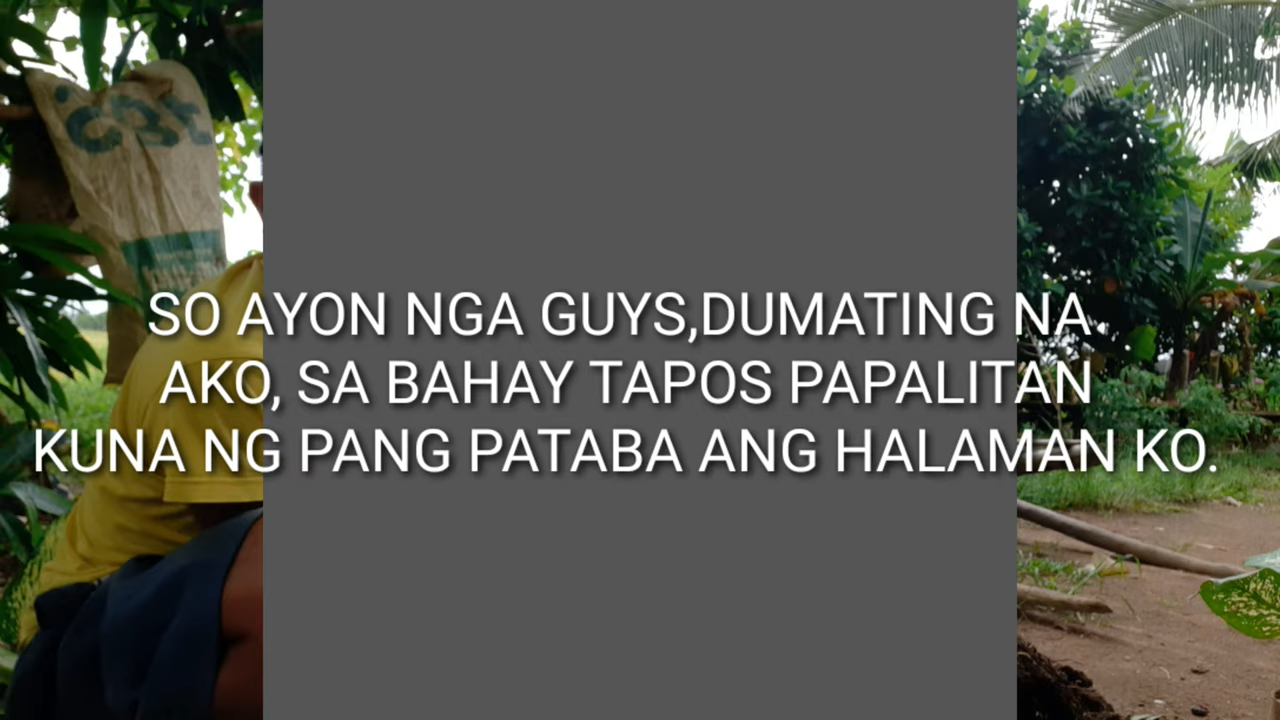 SO AYON NGA GUYS,DUMATING NA
AKO, SA BAHAY TAPOS PAPALITAN
KUNA NG PANG PATABA ANG HALAMAN KO.